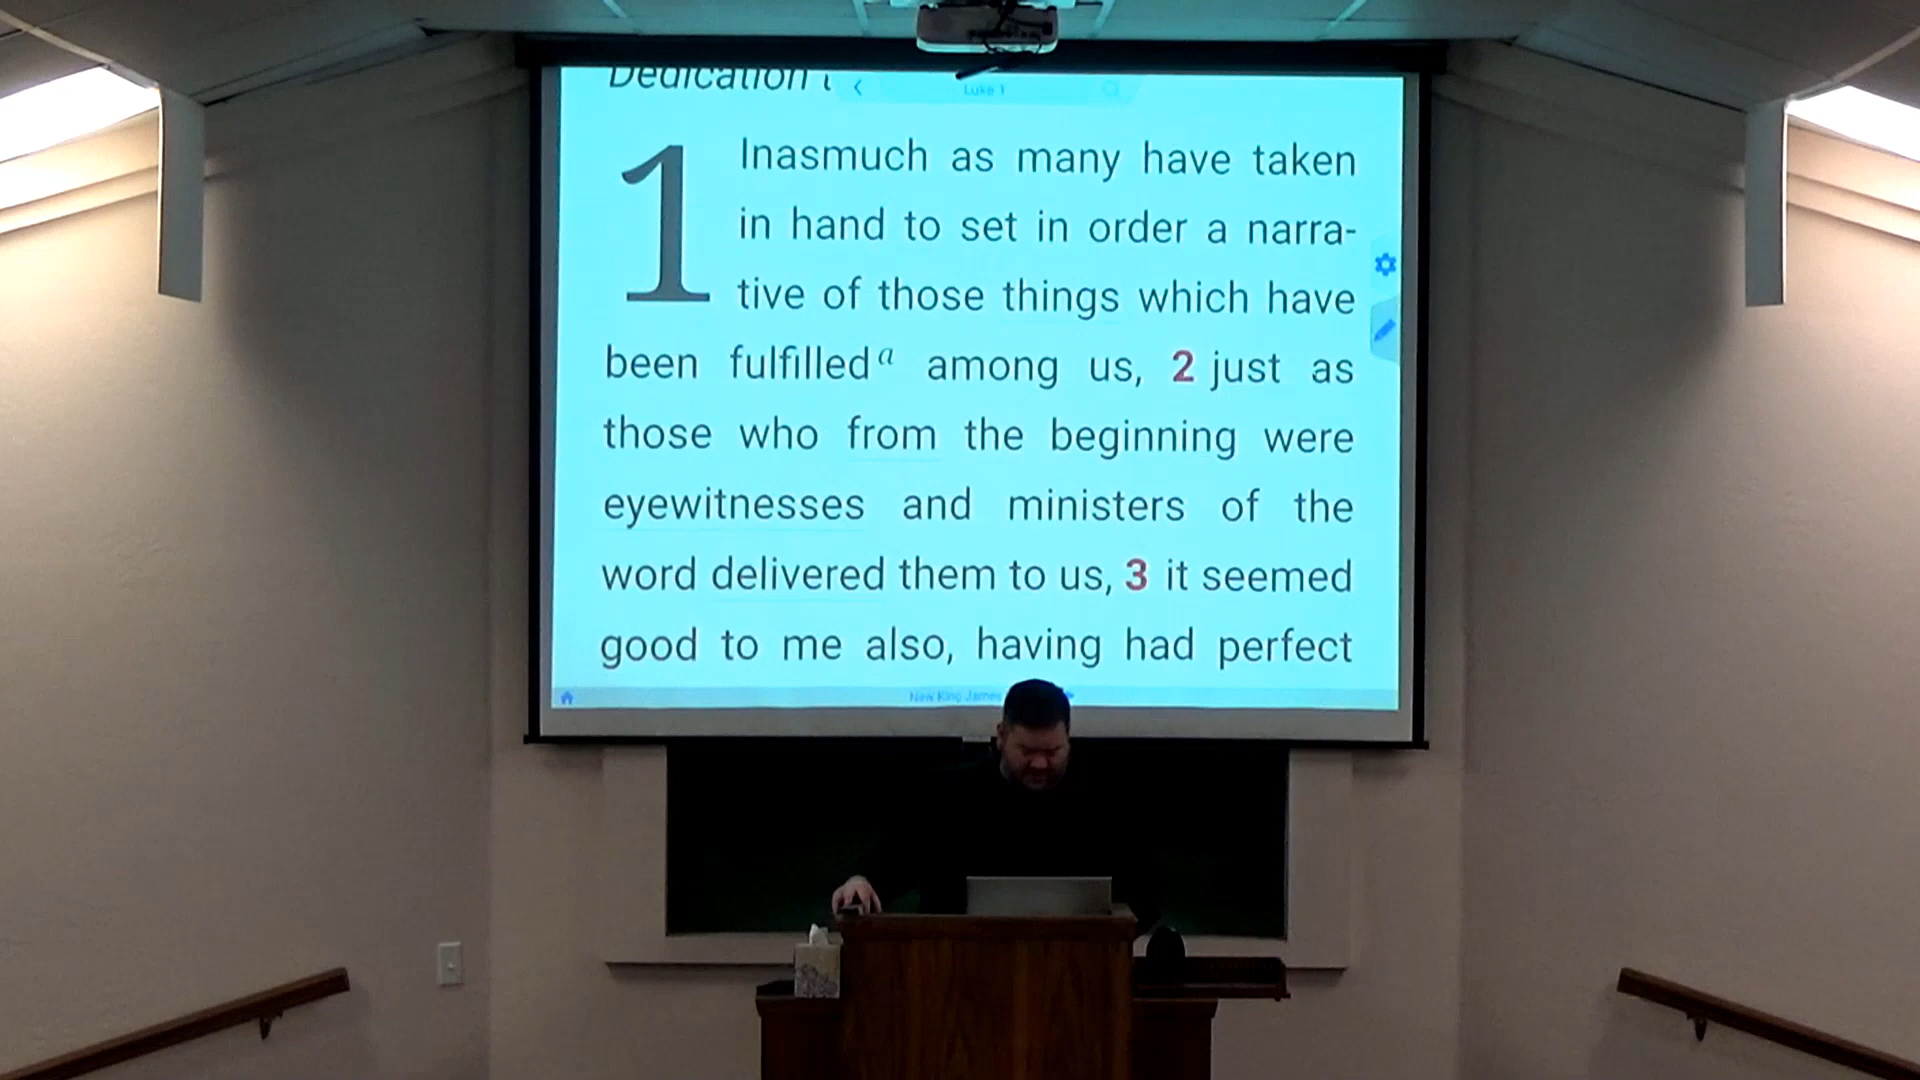 Dedication
Luke 1
1 Inasmuch as many have taken
in hand to set in order a narra-
tive of those things which have
been fulfilled a among us, 2 just as
those who from the beginning were
eyewitnesses and ministers of the
word delivered them to us, 3 it seemed
good to me also, having had perfect
New King James